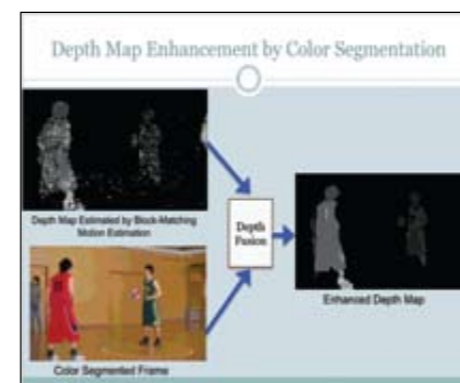 Depth Map Enhancement by Color Segmentation
Depth Map Estimated by Block-Matching
Motion Estimation
Depth
Fusion
Enhanced Depth Map
Color Segmented Frame